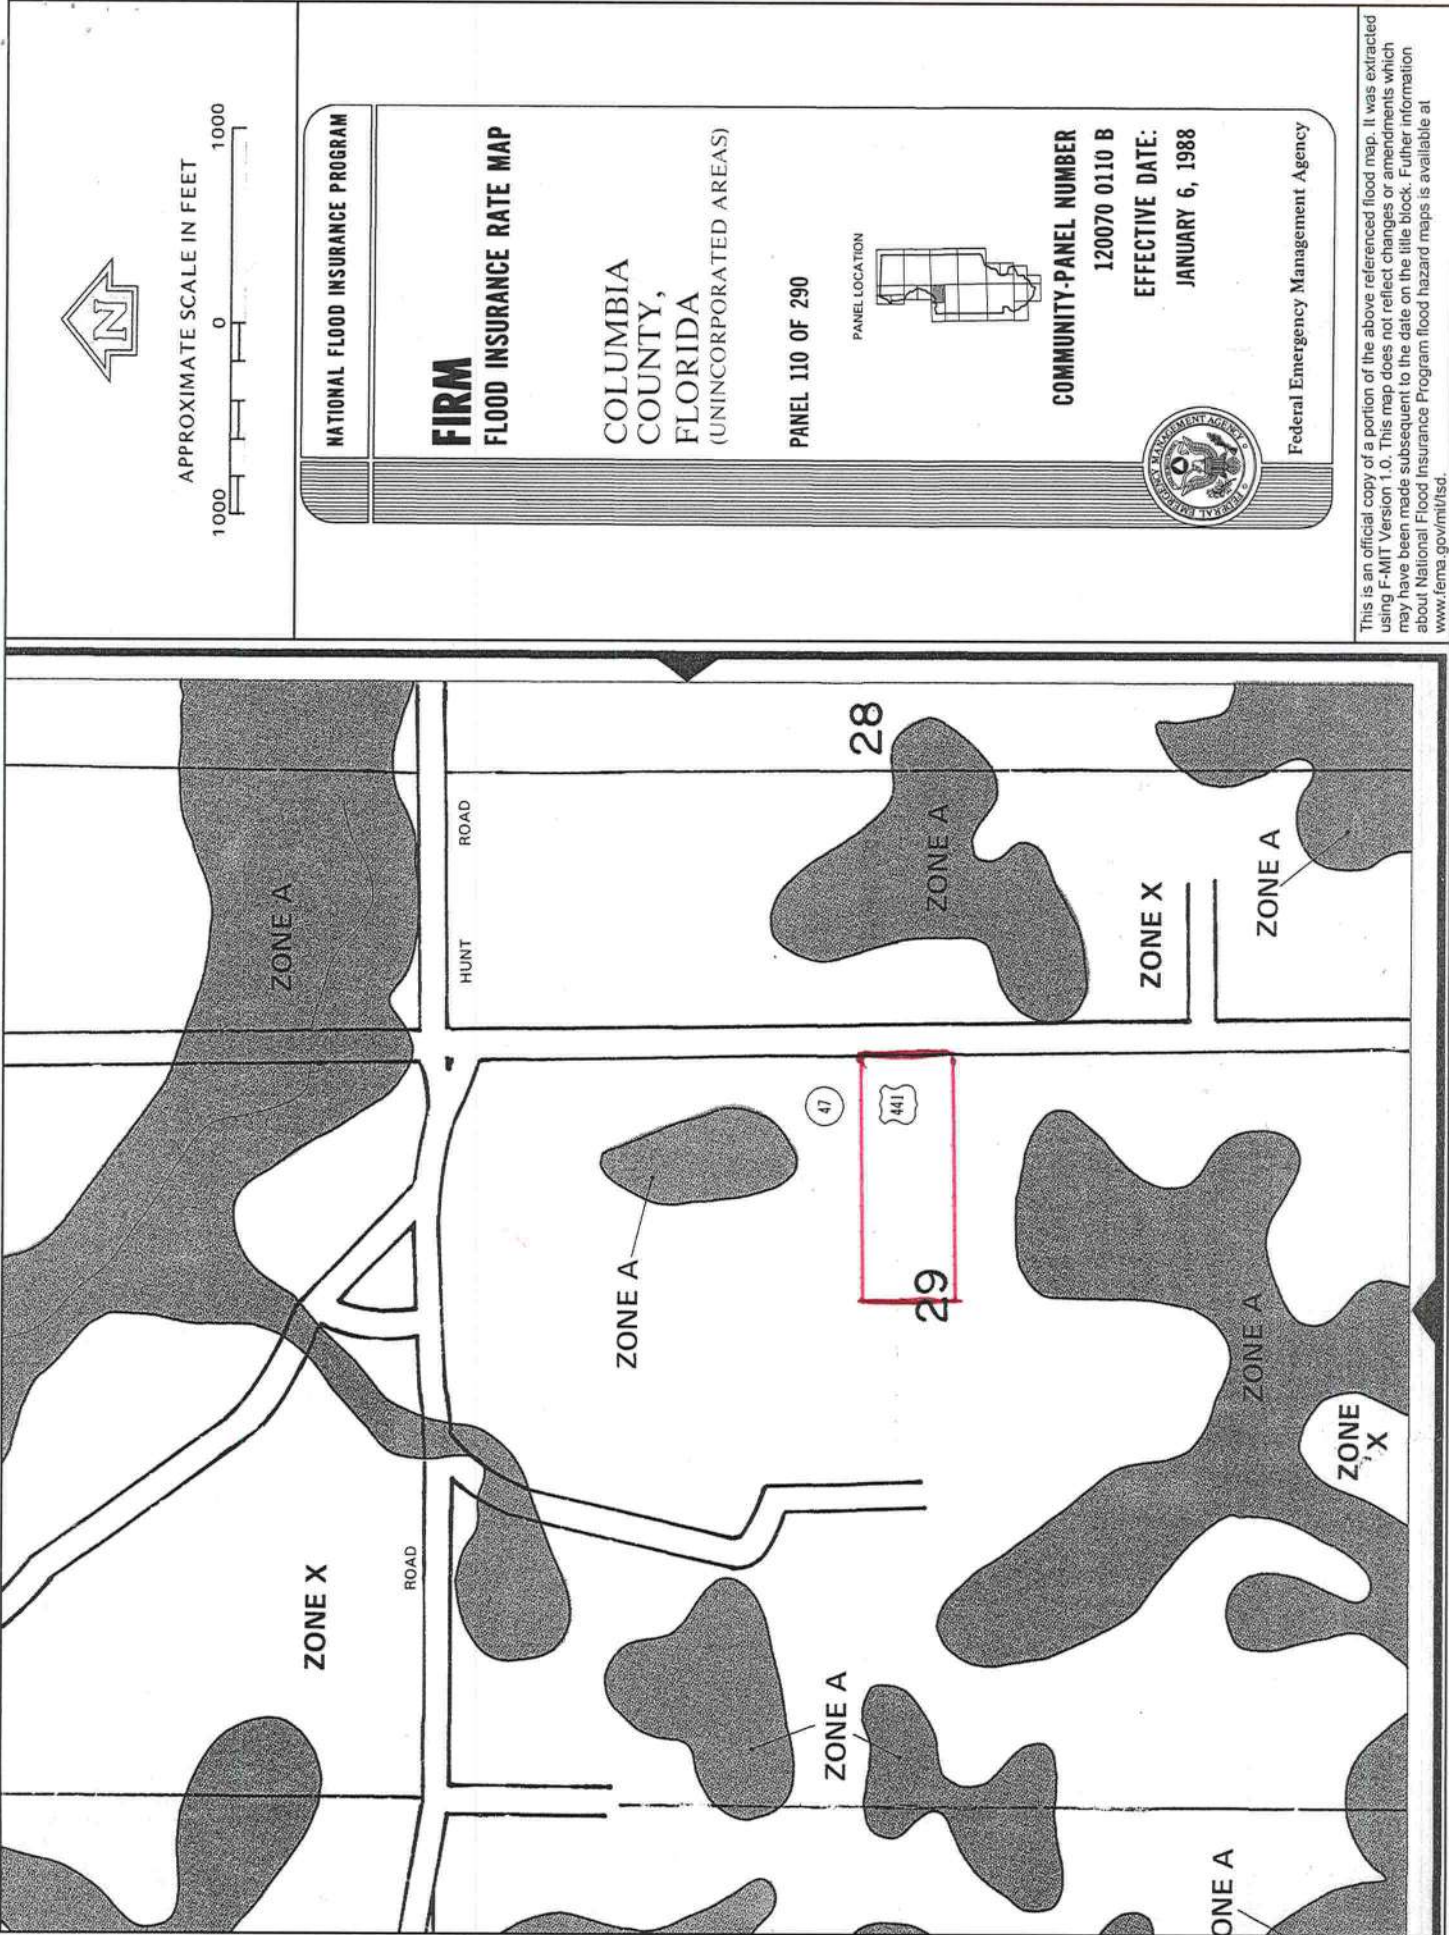 APPROXIMATE SCALE IN FEET
1000 0 1000
N
NATIONAL FLOOD INSURANCE PROGRAM
FIRM
FLOOD INSURANCE RATE MAP
COLUMBIA
COUNTY,
FLORIDA
(UNINCORPORATED AREAS)
PANEL 110 OF 290
PANEL LOCATION
COMMUNITY-PANEL NUMBER
120070 0110 B
EFFECTIVE DATE:
JANUARY 6, 1988
FEDERAL EMERGENCY MANAGEMENT AGENCY
Federal Emergency Management Agency
This is an official copy of a portion of the above referenced flood map. It was extracted
using F-MIT Version 1.0. This map does not reflect changes or amendments which
may have been made subsequent to the date on the title block. Futher information
about National Flood Insurance Program flood hazard maps is available at
www.fema.gov/mit/tsd.
ZONE A
HUNT ROAD
28
ZONE A
ZONE X
ZONE A
47
441
ZONE A
29
ZONE A
ZONE
X
ZONE X
ROAD
ZONE A
ONE A